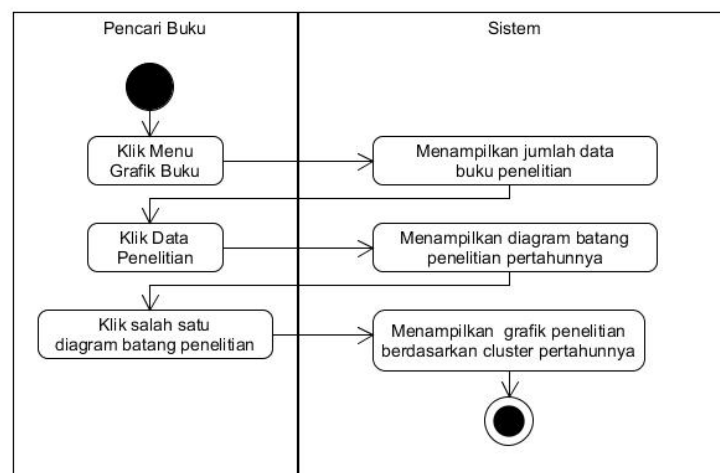 Pencari Buku
Sistem
Klik Menu
Grafik Buku
Menampilkan jumlah data
buku penelitian
Klik Data
Penelitian
Menampilkan diagram batang
penelitian pertahunnya
Klik salah satu
diagram batang penelitian
Menampilkan grafik penelitian
berdasarkan cluster pertahunnya